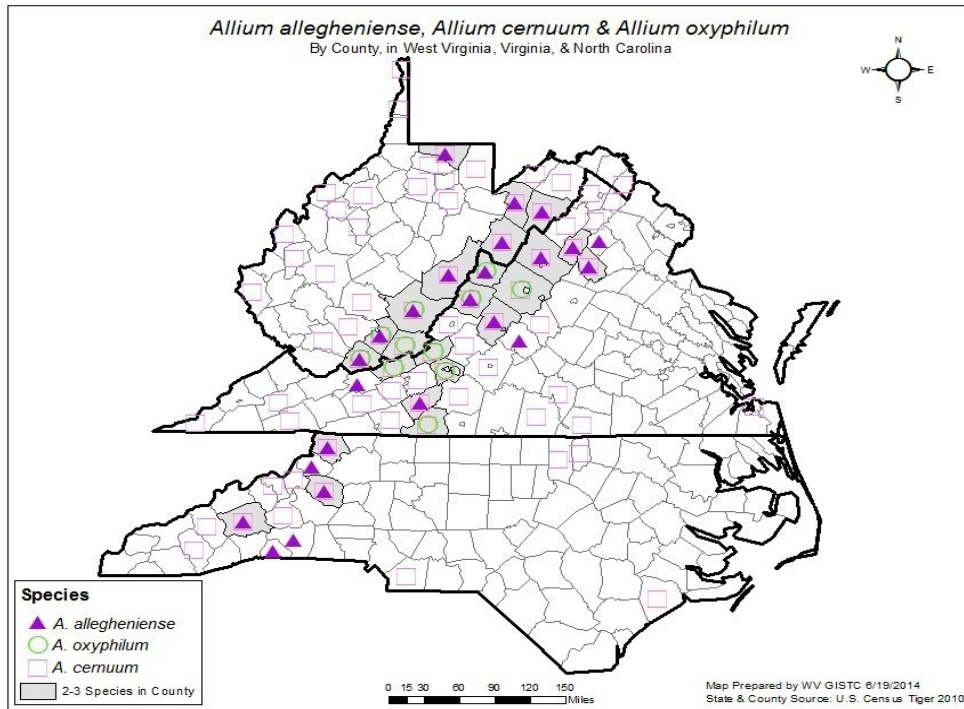 Allium allegheniense, Allium cernuum & Allium oxyphilum
By County, in West Virginia, Virginia, & North Carolina
N
W E
S
Species
A. allegheniense
A. oxyphilum
A. cernuum
2-3 Species in County
0 15 30 60 90 120 150
Miles
Map Prepared by WV GISTC 6/19/2014
State & County Source: U.S. Census Tiger 2010